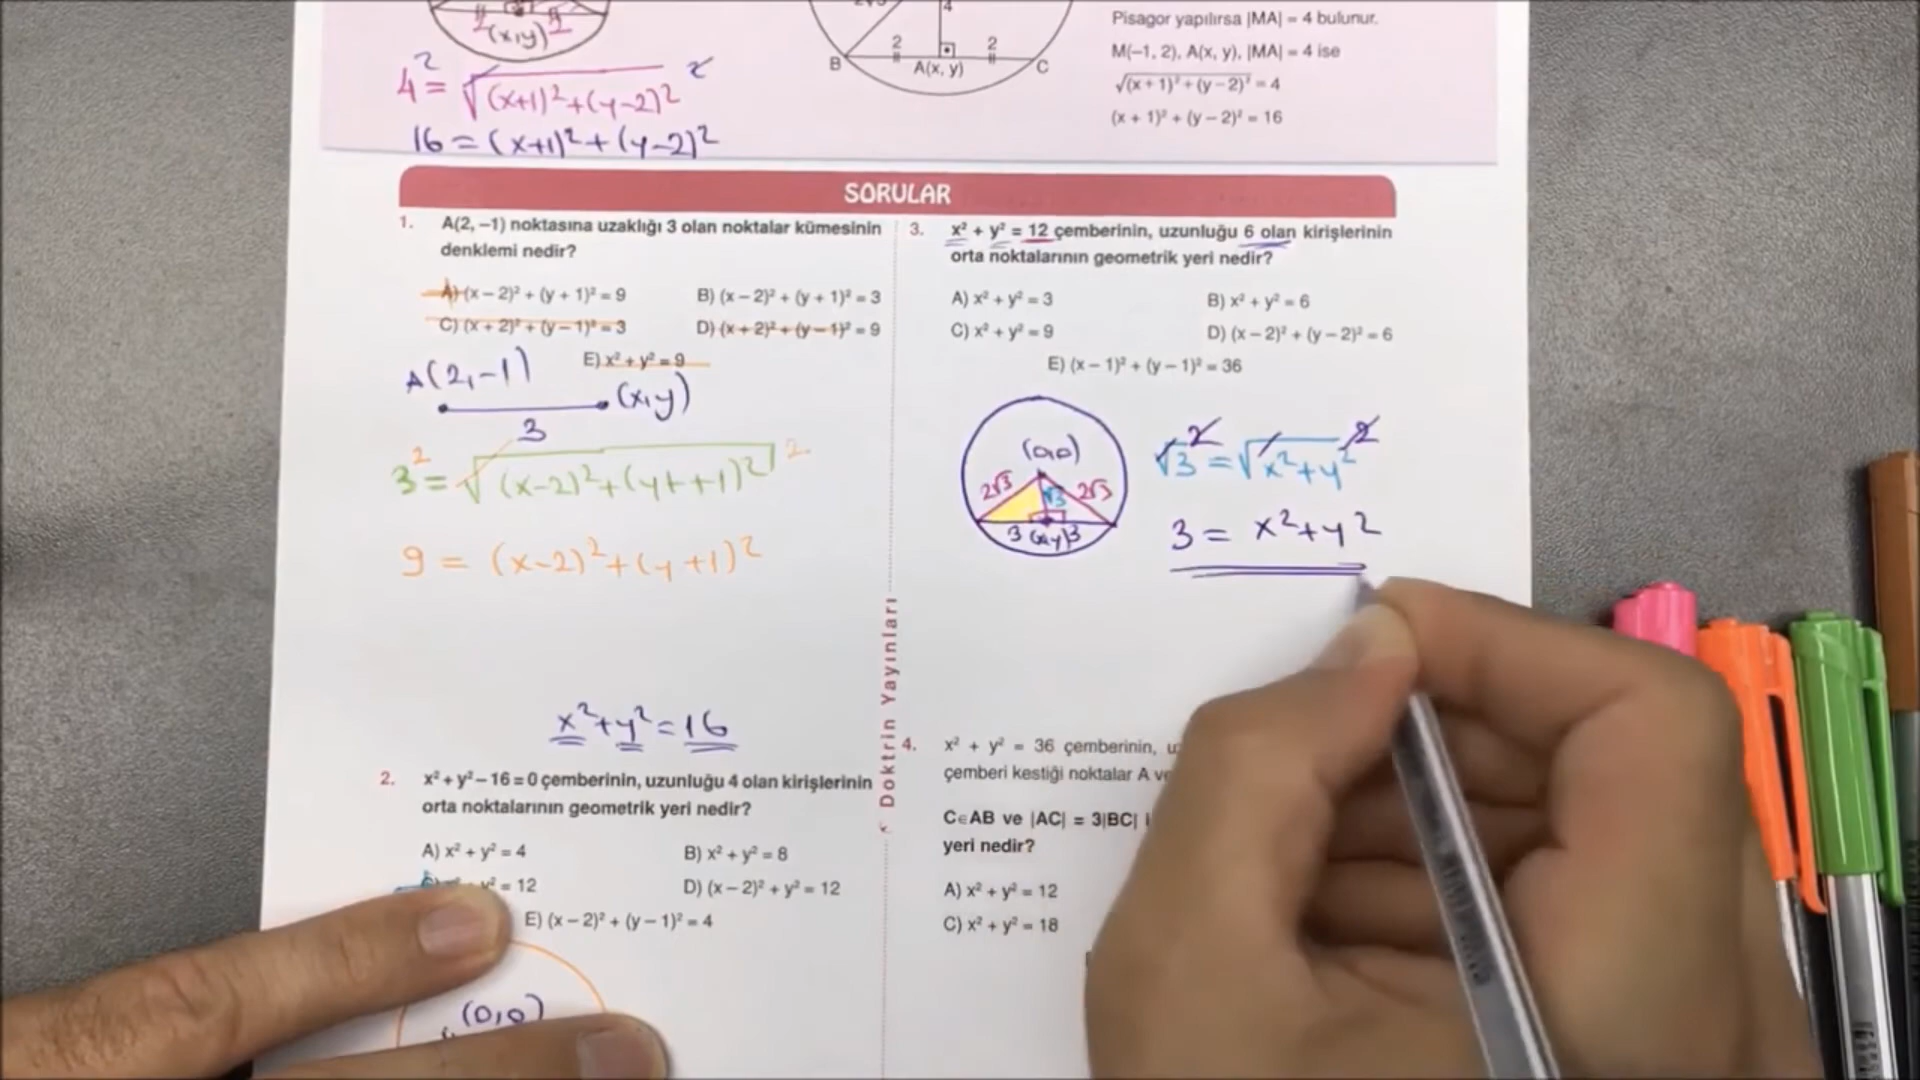 (x,y)
4² = √(x+1)²+(y-2)² ²
16 = (x+1)²+(y-2)²
4
2 2
B A(x, y) C
Pisagor yapılırsa |MA| = 4 bulunur.
M(–1, 2), A(x, y), |MA| = 4 ise
√(x + 1)² + (y – 2)² = 4
(x + 1)² + (y – 2)² = 16
SORULAR
1. A(2, –1) noktasına uzaklığı 3 olan noktalar kümesinin
denklemi nedir?
A) (x – 2)² + (y + 1)² = 9 B) (x – 2)² + (y + 1)² = 3
C) (x + 2)² + (y – 1)² = 3 D) (x + 2)² + (y – 1)² = 9
E) x² + y² = 9
A(2,-1)
(x,y)
3
3² = √(x-2)²+(y++1)² ²
9 = (x-2)²+(y+1)²
x²+y²=16
2. x² + y² – 16 = 0 çemberinin, uzunluğu 4 olan kirişlerinin
orta noktalarının geometrik yeri nedir?
A) x² + y² = 4 B) x² + y² = 8
y² = 12 D) (x – 2)² + y² = 12
E) (x – 2)² + (y – 1)² = 4
(0,0)
Doktrin Yayınları
3. x² + y² = 12 çemberinin, uzunluğu 6 olan kirişlerinin
orta noktalarının geometrik yeri nedir?
A) x² + y² = 3 B) x² + y² = 6
C) x² + y² = 9 D) (x – 2)² + (y – 2)² = 6
E) (x – 1)² + (y – 1)² = 36
(0,0)
2√3 √3 2√3
3 (x,y) 3
√3² = √x²+y² ²
3 = x²+y²
4. x² + y² = 36 çemberinin,
çemberi kestiği noktalar A ve
C∈AB ve |AC| = 3|BC|
yeri nedir?
A) x² + y² = 12
C) x² + y² = 18